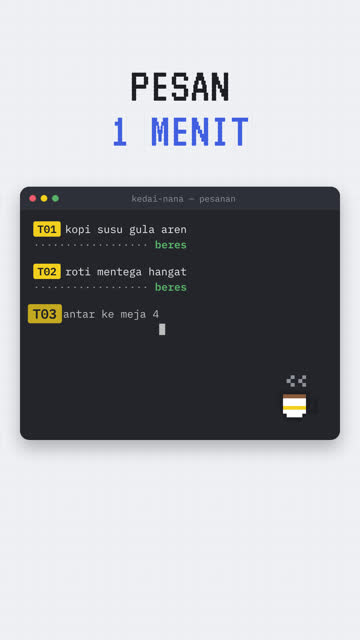 PESAN
1 MENIT
kedai-nana — pesanan
T01 kopi susu gula aren
·················· beres
T02 roti mentega hangat
·················· beres
T03 antar ke meja 4